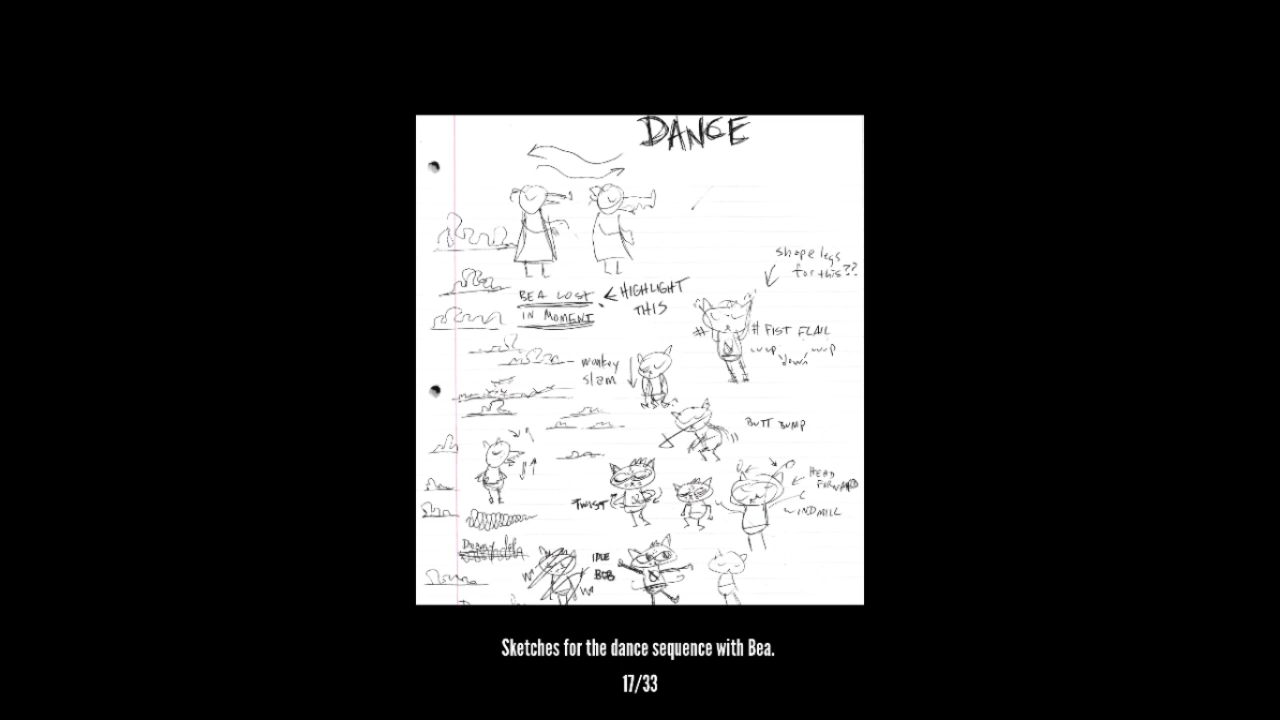 DANCE
shape legs
for this??
BEA LOST
IN MOMENT
HIGHLIGHT
THIS
# FIST FLAIL
up down up
monkey
slam
BUTT BUMP
HEAD
FORWARD
WINDMILL
TWIST
IDLE
BOB
Sketches for the dance sequence with Bea.
17/33